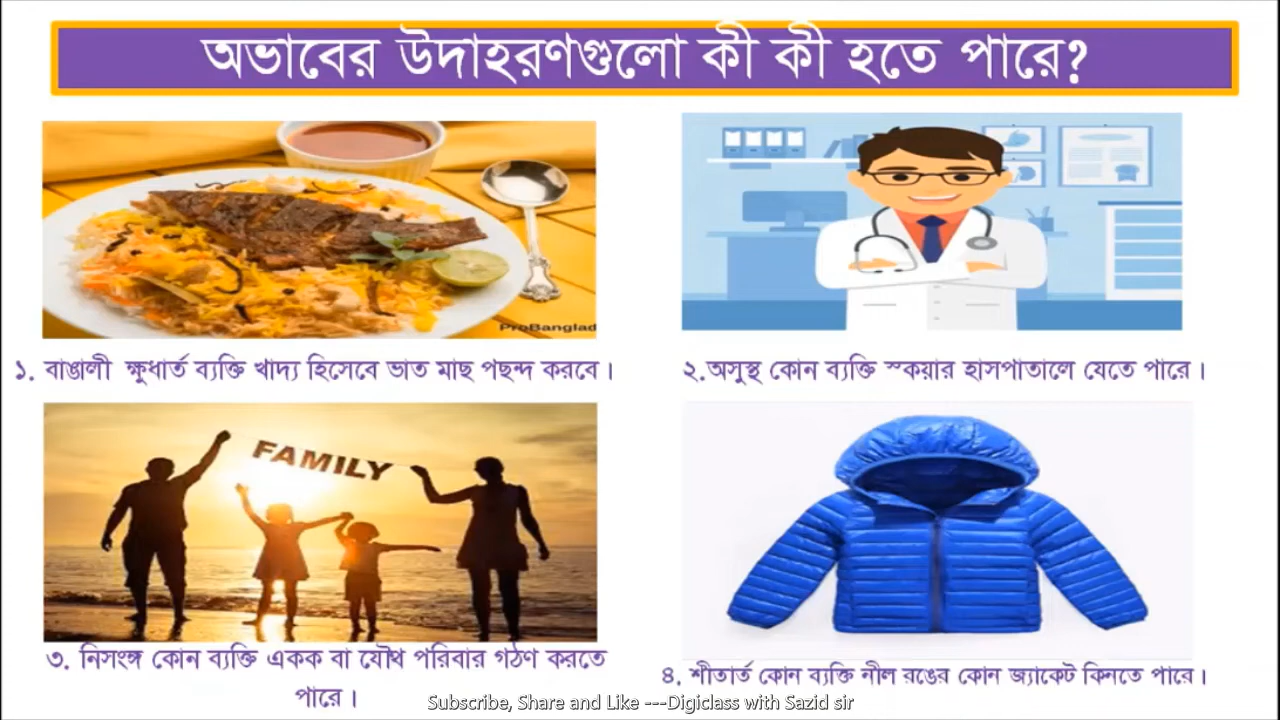 অভাবের উদাহরণগুলো কী কী হতে পারে?
ProBanglad
১. বাঙালী ক্ষুধার্ত ব্যক্তি খাদ্য হিসেবে ভাত মাছ পছন্দ করবে।
২.অসুস্থ কোন ব্যক্তি স্কয়ার হাসপাতালে যেতে পারে।
FAMILY
৩. নিসংঙ্গ কোন ব্যক্তি একক বা যৌথ পরিবার গঠণ করতে
পারে।
৪. শীতার্ত কোন ব্যক্তি নীল রঙের কোন জ্যাকেট কিনতে পারে।
Subscribe, Share and Like ---Digiclass with Sazid sir